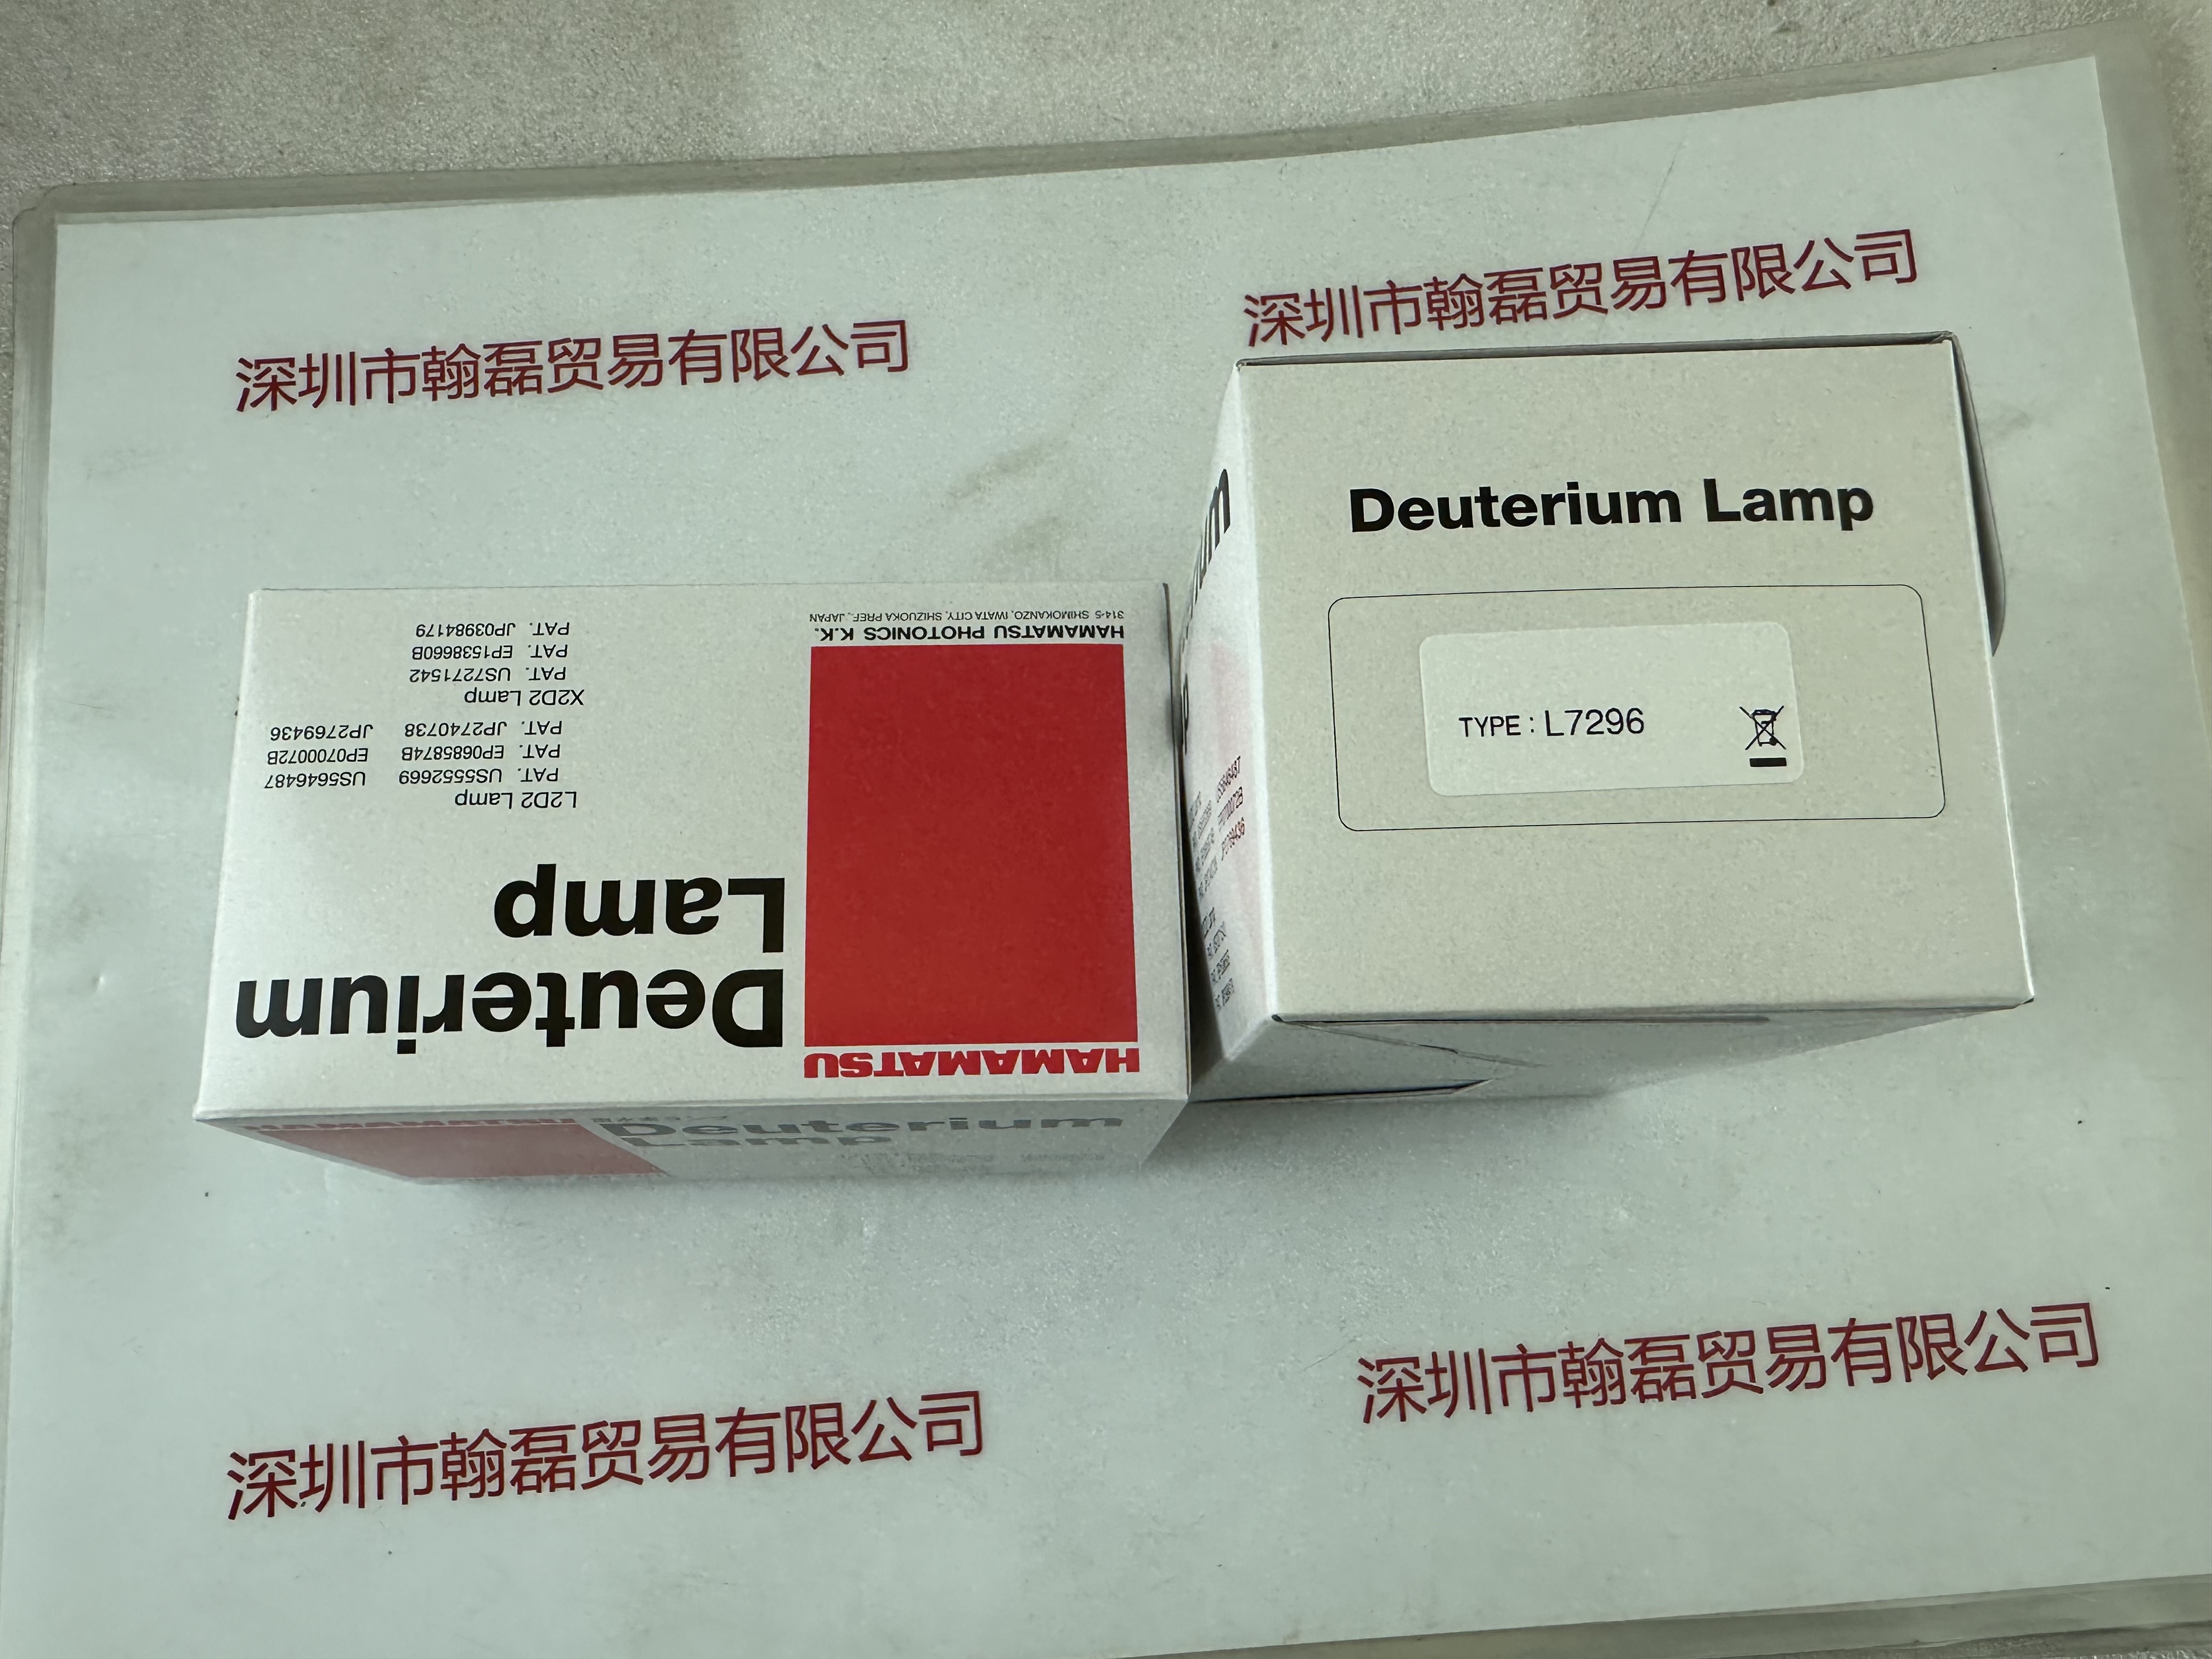 深圳市翰磊贸易有限公司
深圳市翰磊贸易有限公司
Deuterium Lamp
TYPE : L7296
HAMAMATSU
Deuterium
Lamp
L2D2 Lamp
PAT. US5552669 US5646487
PAT. EP0685874B EP0700072B
PAT. JP2740738 JP2769436
X2D2 Lamp
PAT. US7271542
PAT. EP1538660B
PAT. JP03984179
HAMAMATSU PHOTONICS K.K.
314-5 SHIMOKANZO, IWATA CITY, SHIZUOKA PREF., JAPAN
Deuterium
Lamp
深圳市翰磊贸易有限公司
深圳市翰磊贸易有限公司